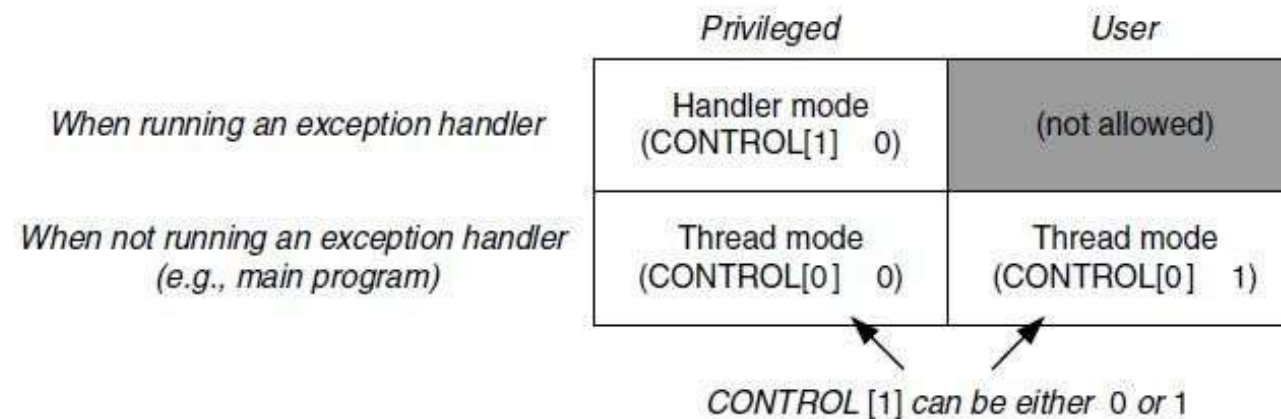 Privileged User
When running an exception handler
Handler mode
(CONTROL[1] 0)
(not allowed)
When not running an exception handler
(e.g., main program)
Thread mode
(CONTROL[0] 0)
Thread mode
(CONTROL[0] 1)
CONTROL [1] can be either 0 or 1